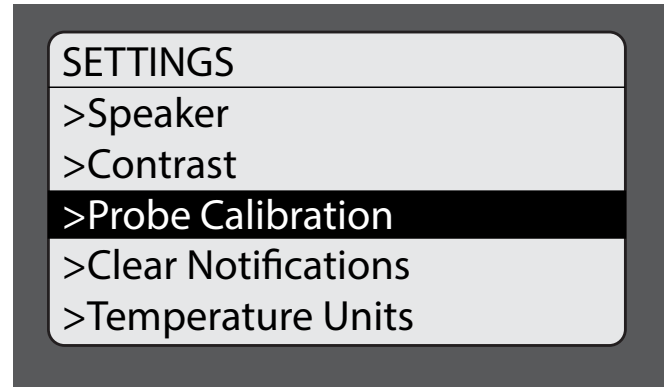 SETTINGS
>Speaker
>Contrast
>Probe Calibration
>Clear Notifications
>Temperature Units